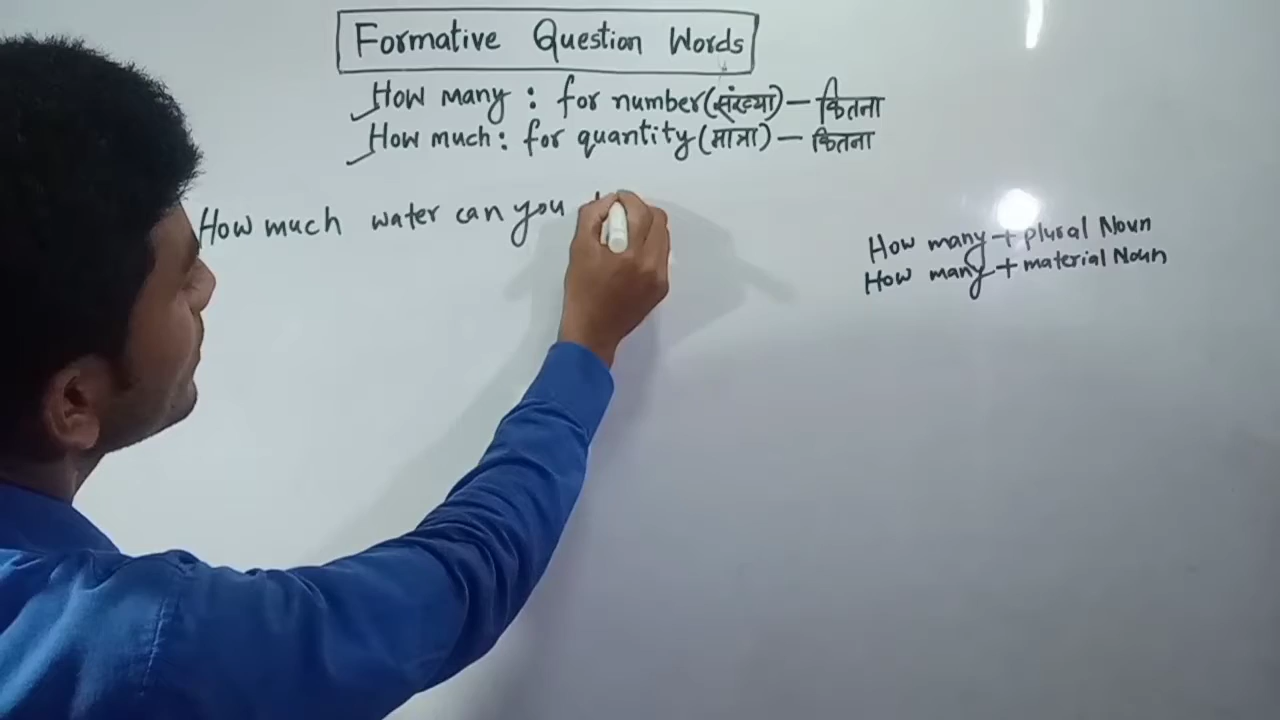 Formative Question Words
How many : for number (संख्या) – कितना
How much : for quantity (मात्रा) – कितना
How much water can you
How many + plural Noun
How many + material Noun